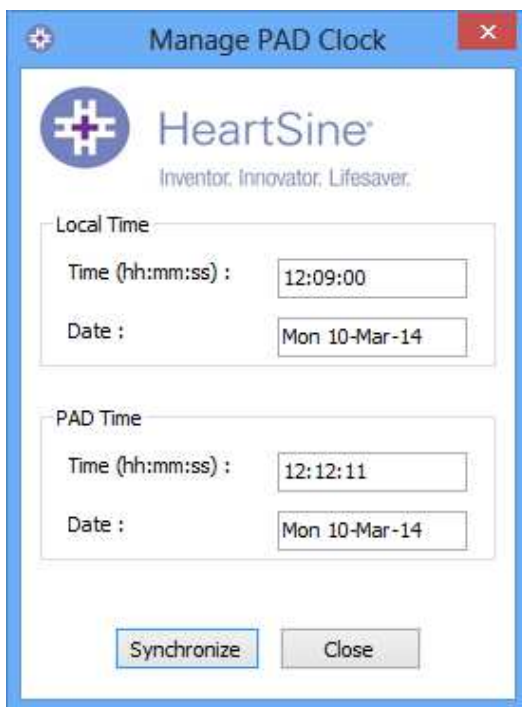 Manage PAD Clock
HeartSine
Inventor. Innovator. Lifesaver.
Local Time
Time (hh:mm:ss) : 12:09:00
Date : Mon 10-Mar-14
PAD Time
Time (hh:mm:ss) : 12:12:11
Date : Mon 10-Mar-14
Synchronize Close